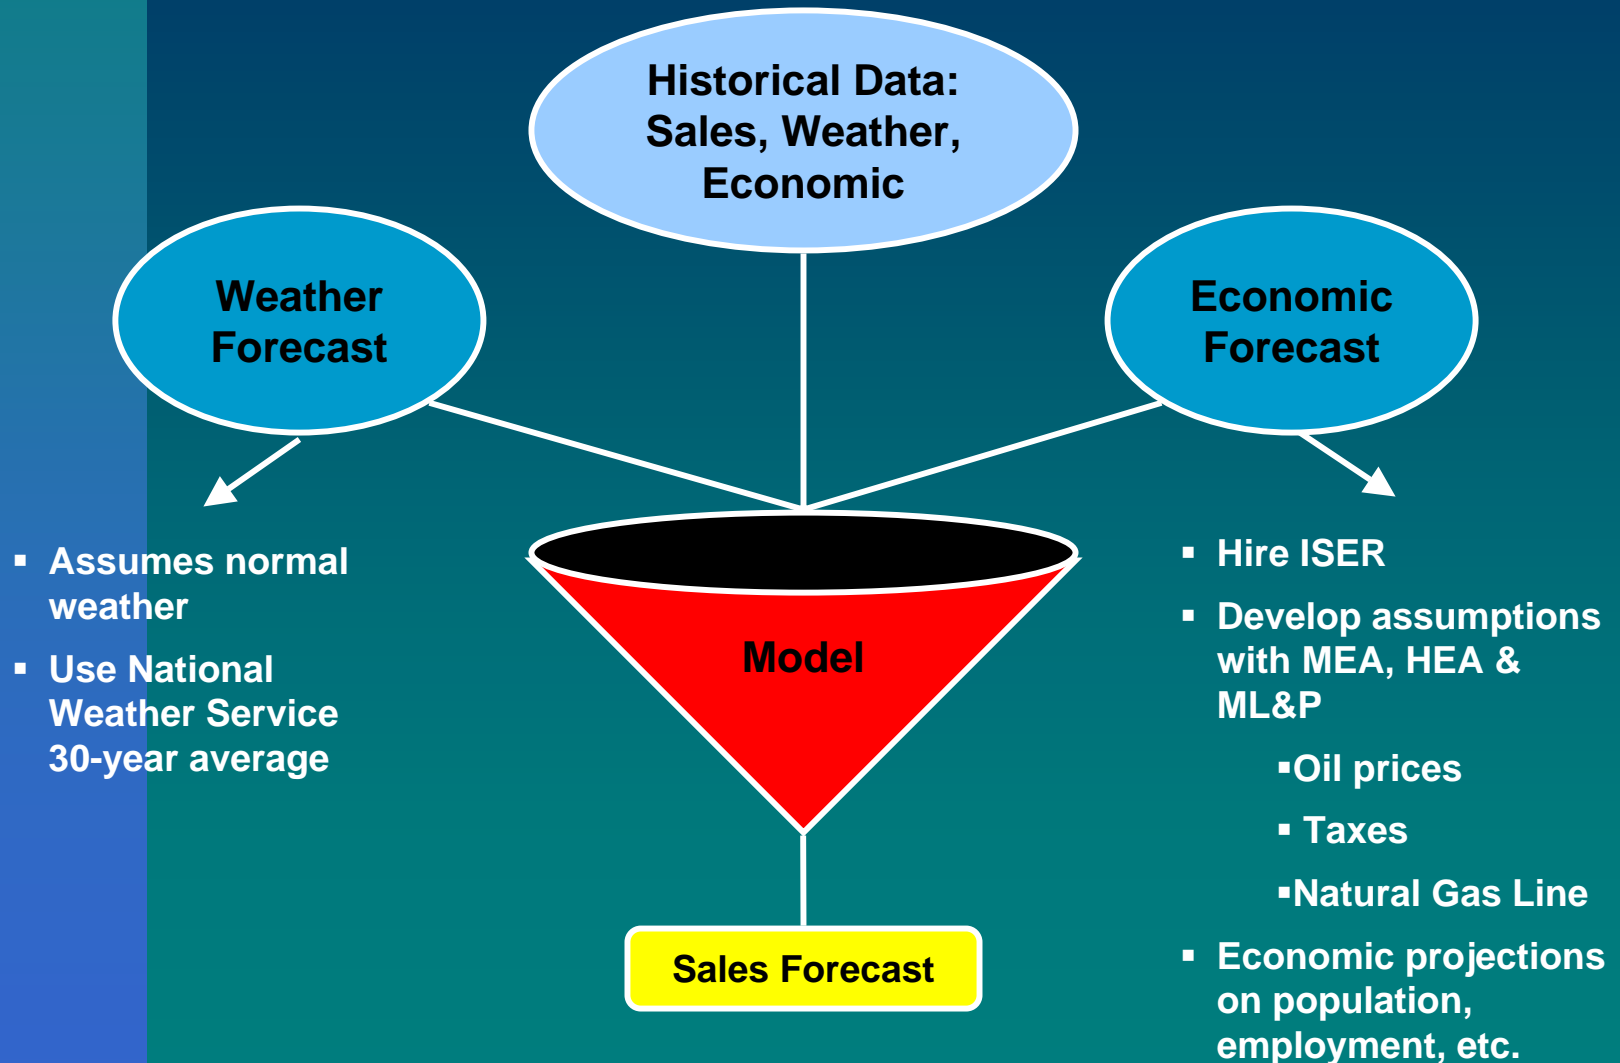 Historical Data:
Sales, Weather,
Economic
Weather
Forecast
Economic
Forecast
▪ Assumes normal
weather
▪ Use National
Weather Service
30-year average
Model
Sales Forecast
▪ Hire ISER
▪ Develop assumptions
with MEA, HEA &
ML&P
▪Oil prices
▪ Taxes
▪Natural Gas Line
▪ Economic projections
on population,
employment, etc.